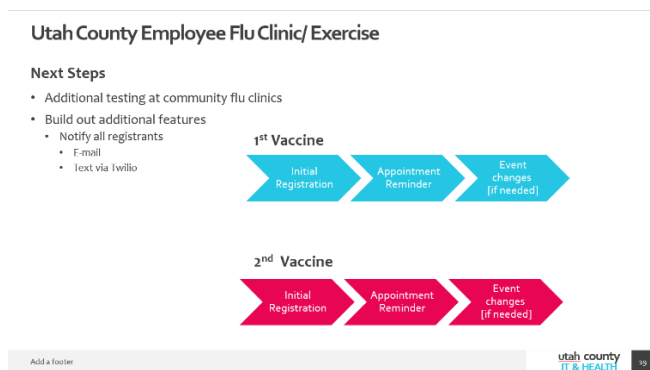 Utah County Employee Flu Clinic/ Exercise
Next Steps
• Additional testing at community flu clinics
• Build out additional features
• Notify all registrants
• E-mail
• Text via Twilio
1st Vaccine
Initial
Registration
Appointment
Reminder
Event
changes
[if needed]
2nd Vaccine
Initial
Registration
Appointment
Reminder
Event
changes
[if needed]
Add a footer
utah county
IT & HEALTH
29